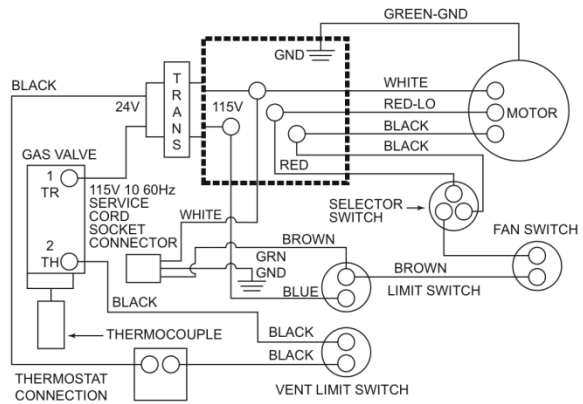 GREEN-GND
GND
BLACK
TRANS
24V
115V
WHITE
RED-LO
MOTOR
BLACK
BLACK
RED
GAS VALVE
1
TR
2
TH
115V 10 60Hz
SERVICE
CORD
SOCKET
CONNECTOR
WHITE
SELECTOR
SWITCH
FAN SWITCH
BROWN
GRN
GND
BROWN
LIMIT SWITCH
BLUE
BLACK
THERMOCOUPLE
BLACK
BLACK
THERMOSTAT
CONNECTION
VENT LIMIT SWITCH